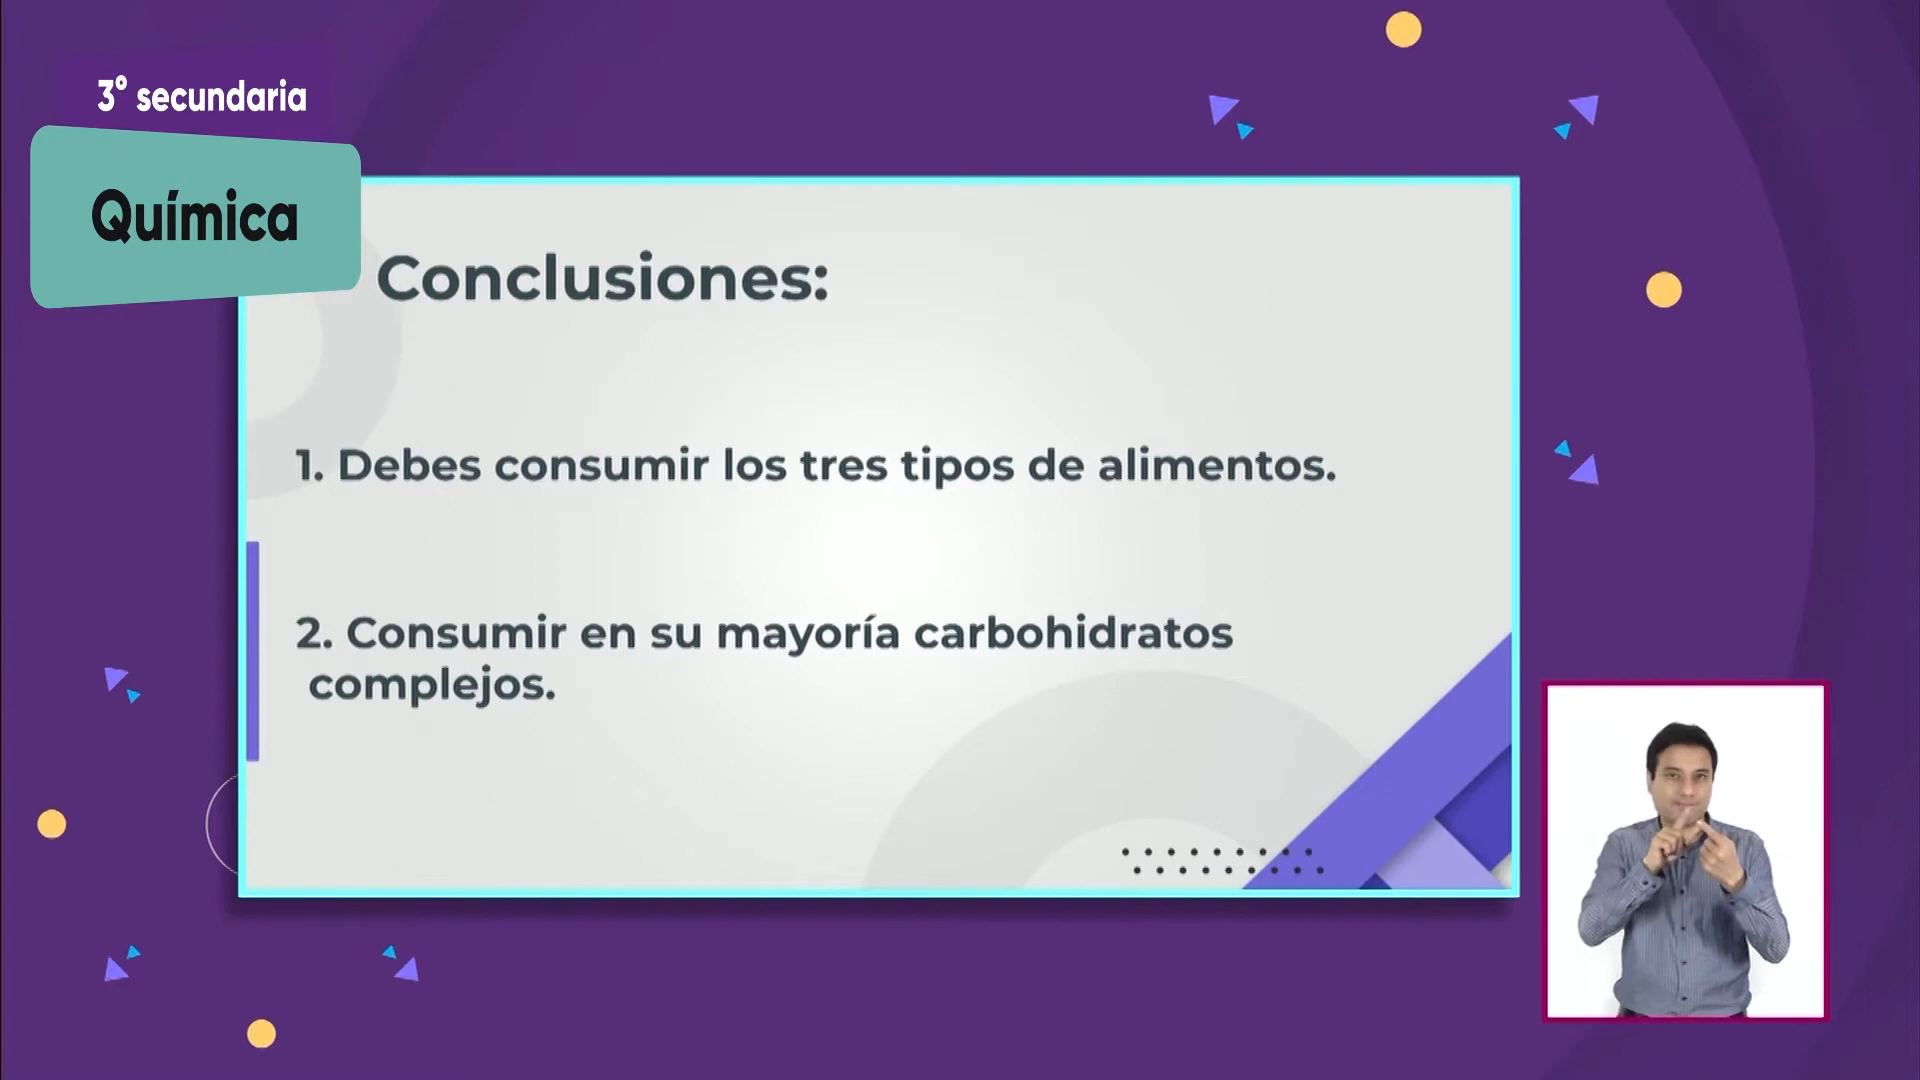 3° secundaria
Química
Conclusiones:
1. Debes consumir los tres tipos de alimentos.
2. Consumir en su mayoría carbohidratos
complejos.